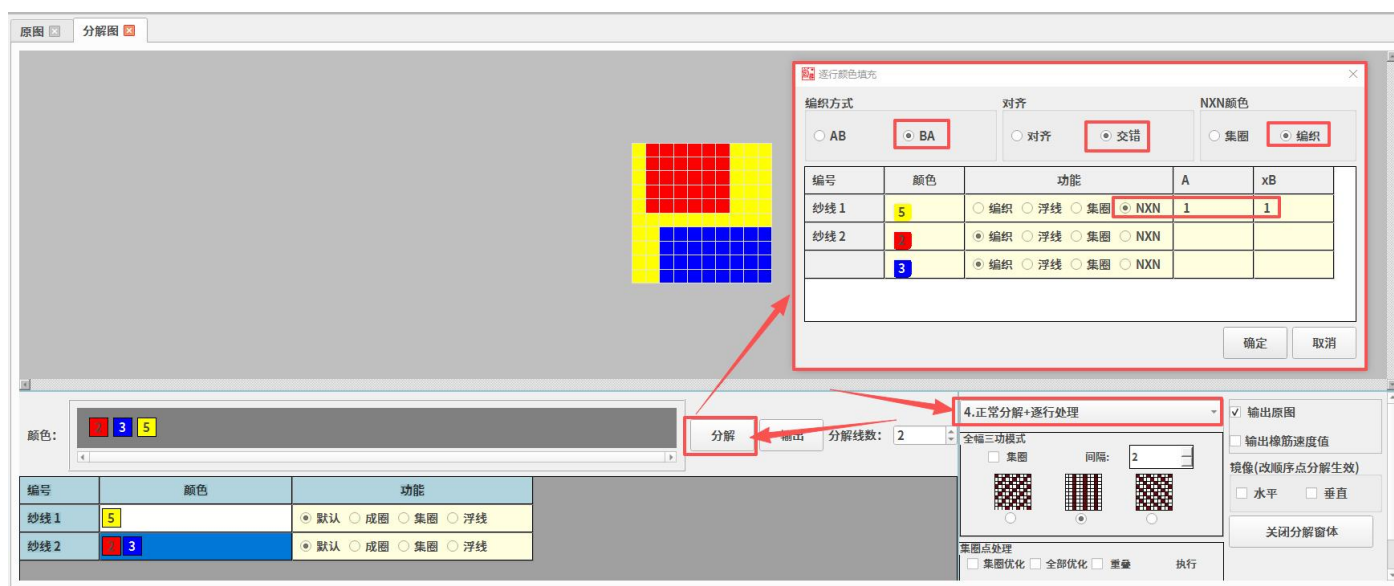 原图 分解图
逐行颜色填充
编织方式 对齐 NXN颜色
AB BA 对齐 交错 集圈 编织
编号 颜色 功能 A xB
纱线1 5 编织 浮线 集圈 NXN 1 1
纱线2 2 编织 浮线 集圈 NXN
3 编织 浮线 集圈 NXN
确定 取消
颜色: 2 3 5 分解 输出 分解线数: 2
4.正常分解+逐行处理
全幅三功模式
集圈 间隔: 2
集圈点处理
集圈优化 全部优化 重叠 执行
输出原图
输出橡筋速度值
镜像(改顺序点分解生效)
水平 垂直
关闭分解窗体
编号 颜色 功能
纱线1 5 默认 成圈 集圈 浮线
纱线2 2 3 默认 成圈 集圈 浮线